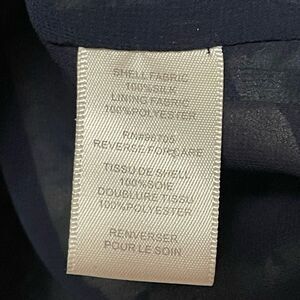 SHELL FABRIC
100%SILK
LINING FABRIC
100%POLYESTER
REVERSE FOR CARE
TISSU DE SHELL
100%SOIE
DOUBLURE TISSU
100%POLYESTER
RENVERSER
POUR LE SOIN